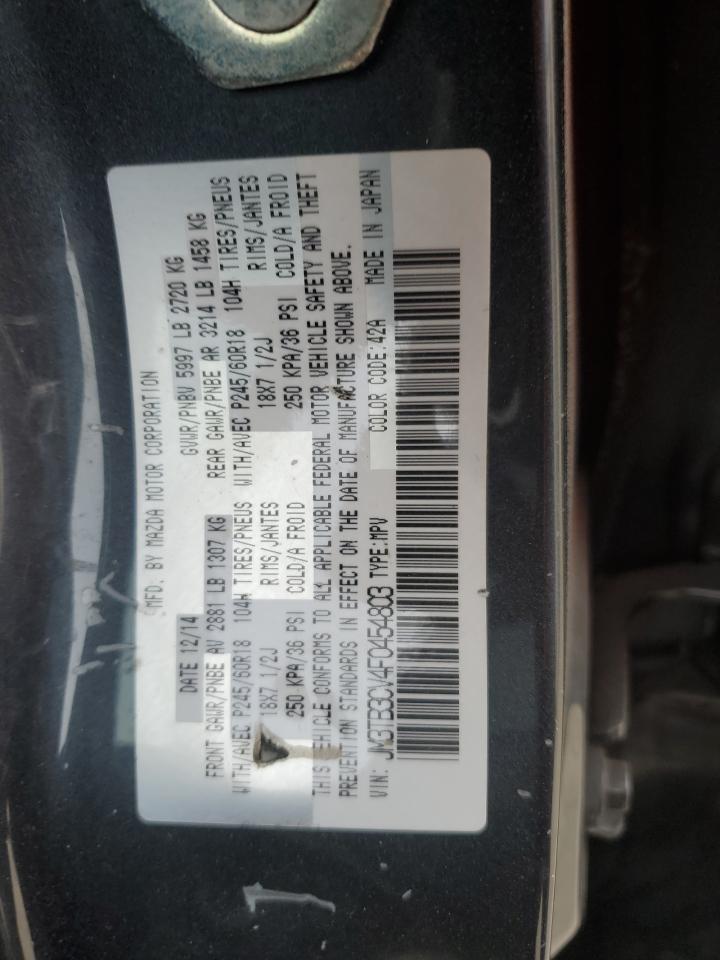 MFD. BY MAZDA MOTOR CORPORATION
DATE 12/14 GVWR/PNBV 5997 LB 2720 KG
FRONT GAWR/PNBE AV 2881 LB 1307 KG REAR GAWR/PNBE AR 3214 LB 1458 KG
WITH/AVEC P245/60R18 104H TIRES/PNEUS WITH/AVEC P245/60R18 104H TIRES/PNEUS
18X7 1/2J RIMS/JANTES 18X7 1/2J RIMS/JANTES
250 KPA/36 PSI COLD/A FROID 250 KPA/36 PSI COLD/A FROID
THIS VEHICLE CONFORMS TO ALL APPLICABLE FEDERAL MOTOR VEHICLE SAFETY AND THEFT
PREVENTION STANDARDS IN EFFECT ON THE DATE OF MANUFACTURE SHOWN ABOVE.
VIN: JM3TB3CV4F0454803 TYPE:MPV COLOR CODE:42A MADE IN JAPAN